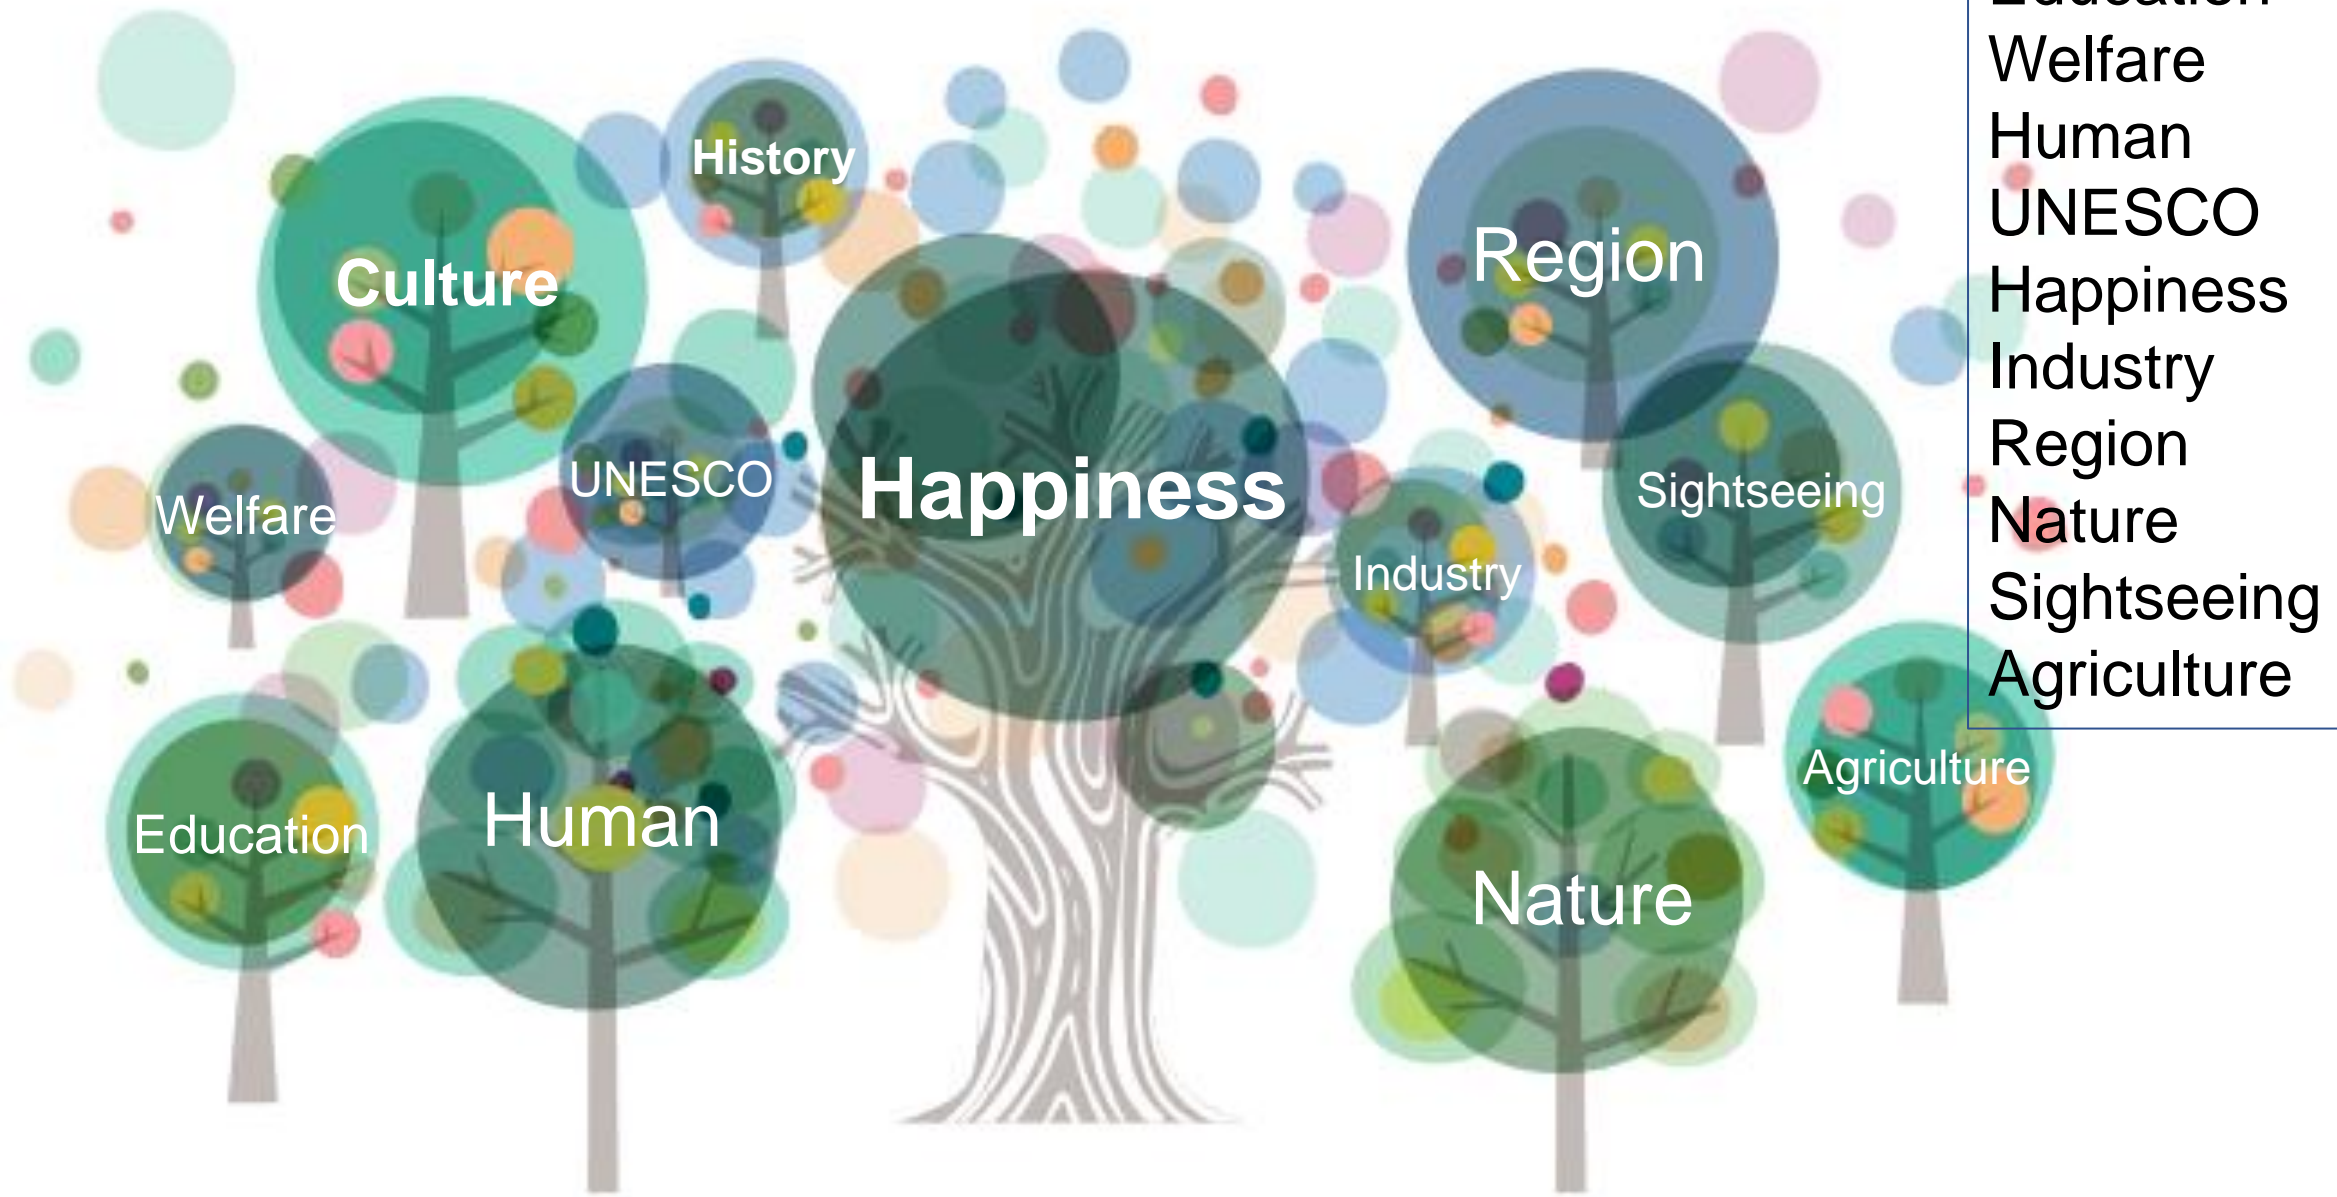 History
Culture
Region
Happiness
UNESCO
Sightseeing
Welfare
Industry
Human
Education
Nature
Agriculture
Education
Welfare
Human
UNESCO
Happiness
Industry
Region
Nature
Sightseeing
Agriculture